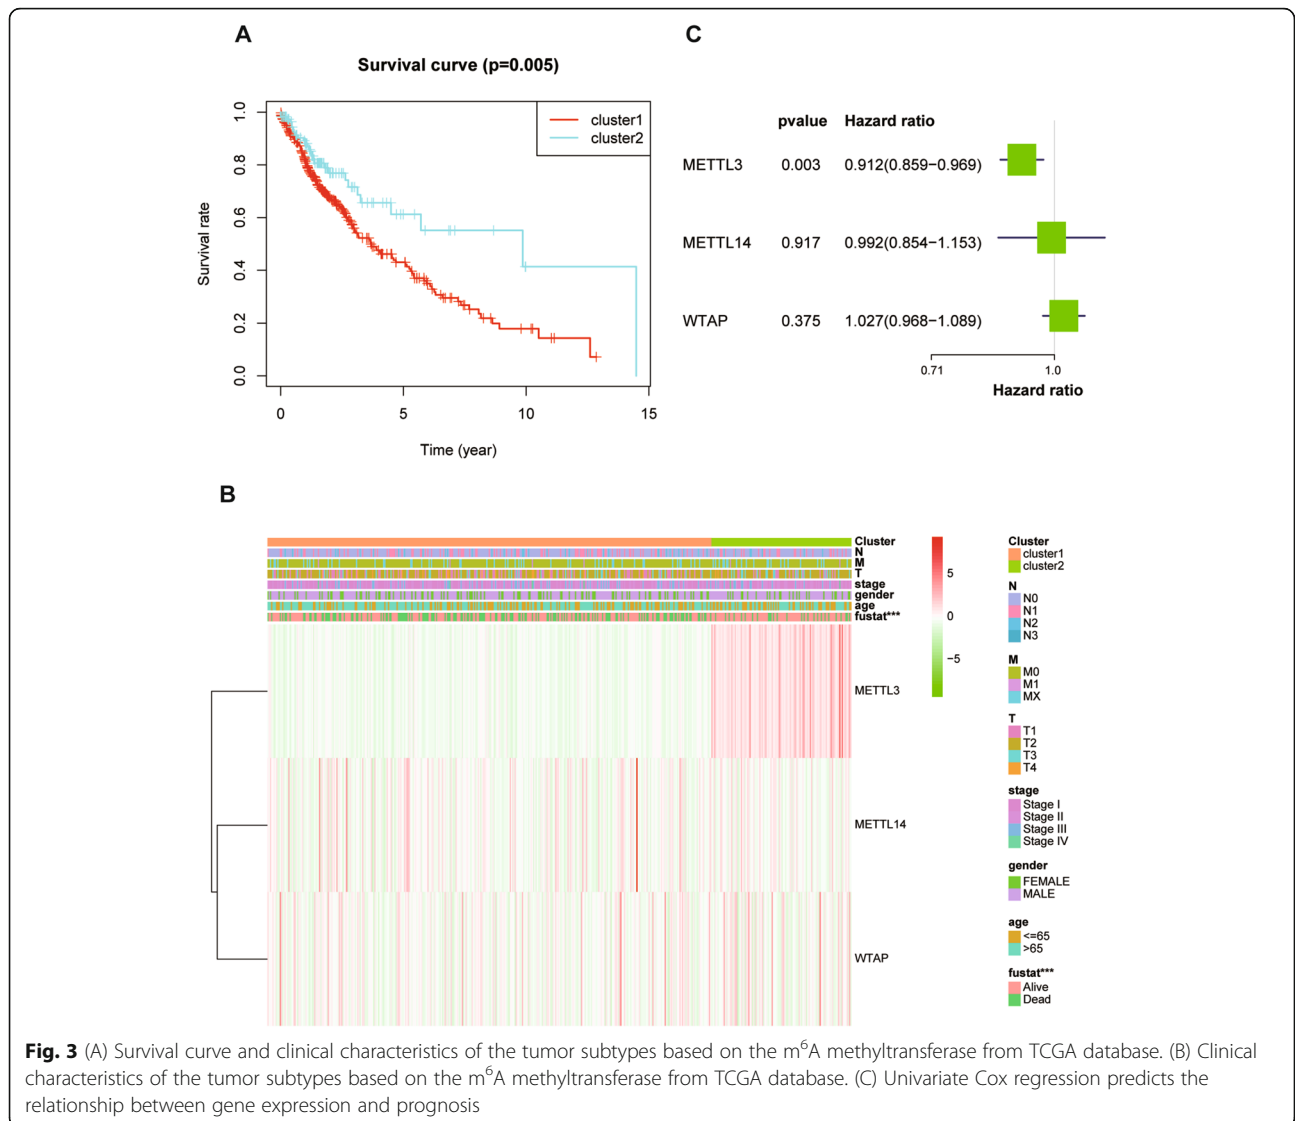 A
Survival curve (p=0.005)
cluster1
cluster2
Survival rate
1.0
0.8
0.6
0.4
0.2
0.0
0 5 10 15
Time (year)
C
pvalue Hazard ratio
METTL3 0.003 0.912(0.859−0.969)
METTL14 0.917 0.992(0.854−1.153)
WTAP 0.375 1.027(0.968−1.089)
0.71 1.0
Hazard ratio
B
Cluster
N
M
T
stage
gender
age
fustat***
METTL3
METTL14
WTAP
5
0
−5
Cluster
cluster1
cluster2
N
N0
N1
N2
N3
M
M0
M1
MX
T
T1
T2
T3
T4
stage
Stage I
Stage II
Stage III
Stage IV
gender
FEMALE
MALE
age
<=65
>65
fustat***
Alive
Dead
Fig. 3 (A) Survival curve and clinical characteristics of the tumor subtypes based on the m⁶A methyltransferase from TCGA database. (B) Clinical
characteristics of the tumor subtypes based on the m⁶A methyltransferase from TCGA database. (C) Univariate Cox regression predicts the
relationship between gene expression and prognosis